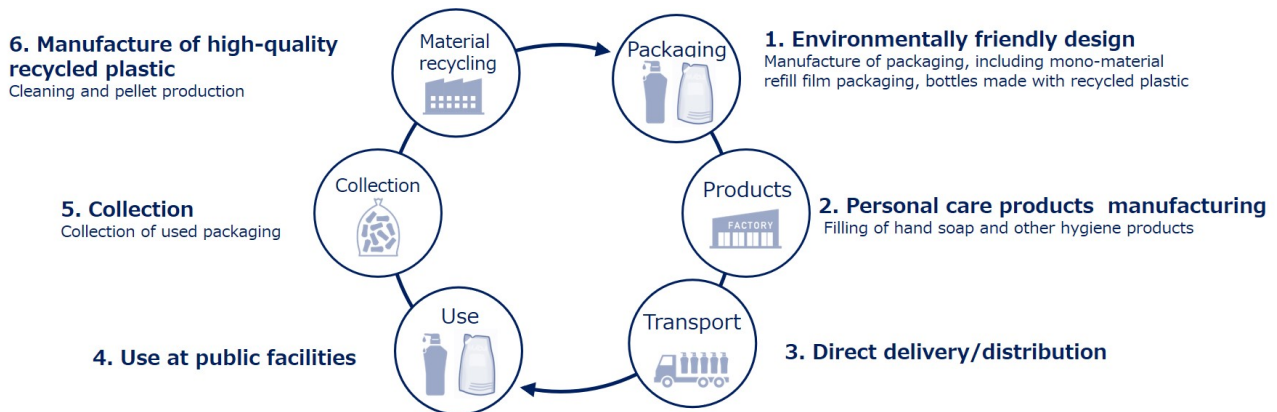 Material
recycling
6. Manufacture of high-quality
recycled plastic
Cleaning and pellet production
Packaging
1. Environmentally friendly design
Manufacture of packaging, including mono-material
refill film packaging, bottles made with recycled plastic
Products
FACTORY
2. Personal care products  manufacturing
Filling of hand soap and other hygiene products
Transport
3. Direct delivery/distribution
Use
4. Use at public facilities
Collection
5. Collection
Collection of used packaging